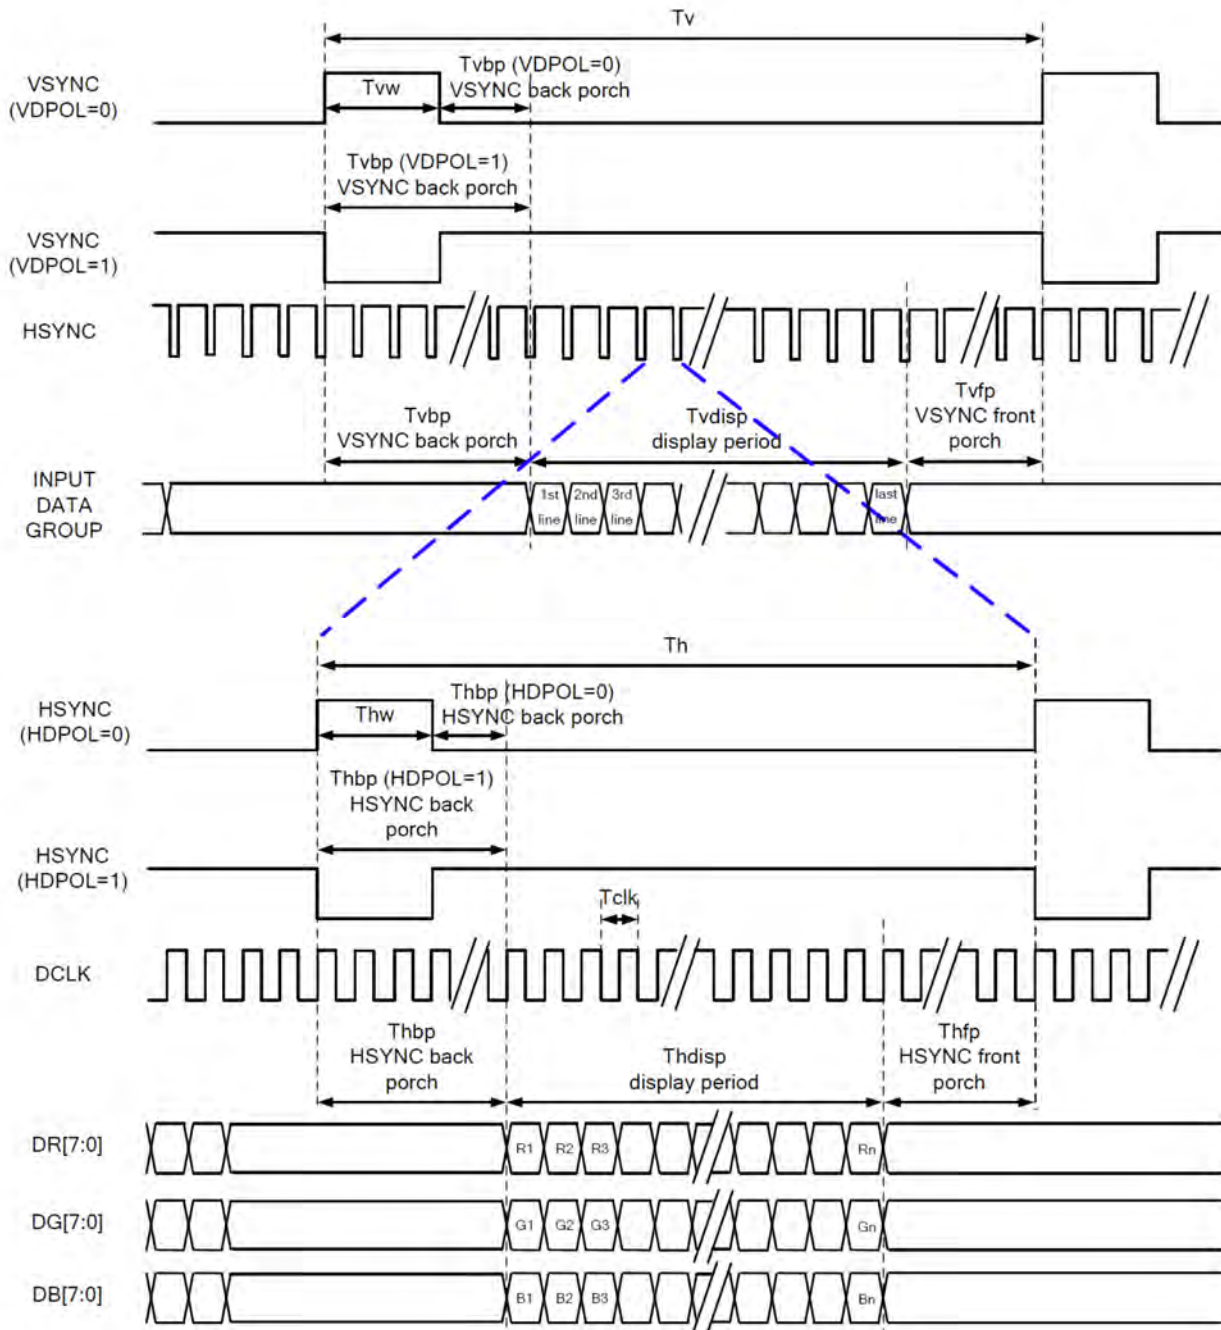 Tv
VSYNC
(VDPOL=0)
Tvw
Tvbp (VDPOL=0)
VSYNC back porch
Tvbp (VDPOL=1)
VSYNC back porch
VSYNC
(VDPOL=1)
HSYNC
Tvbp
VSYNC back porch
Tvdisp
display period
Tvfp
VSYNC front
porch
INPUT
DATA
GROUP
1st
line
2nd
line
3rd
line
last
line
Th
HSYNC
(HDPOL=0)
Thw
Thbp (HDPOL=0)
HSYNC back porch
Thbp (HDPOL=1)
HSYNC back
porch
HSYNC
(HDPOL=1)
Tclk
DCLK
Thbp
HSYNC back
porch
Thdisp
display period
Thfp
HSYNC front
porch
DR[7:0]
R1 R2 R3 Rn
DG[7:0]
G1 G2 G3 Gn
DB[7:0]
B1 B2 B3 Bn